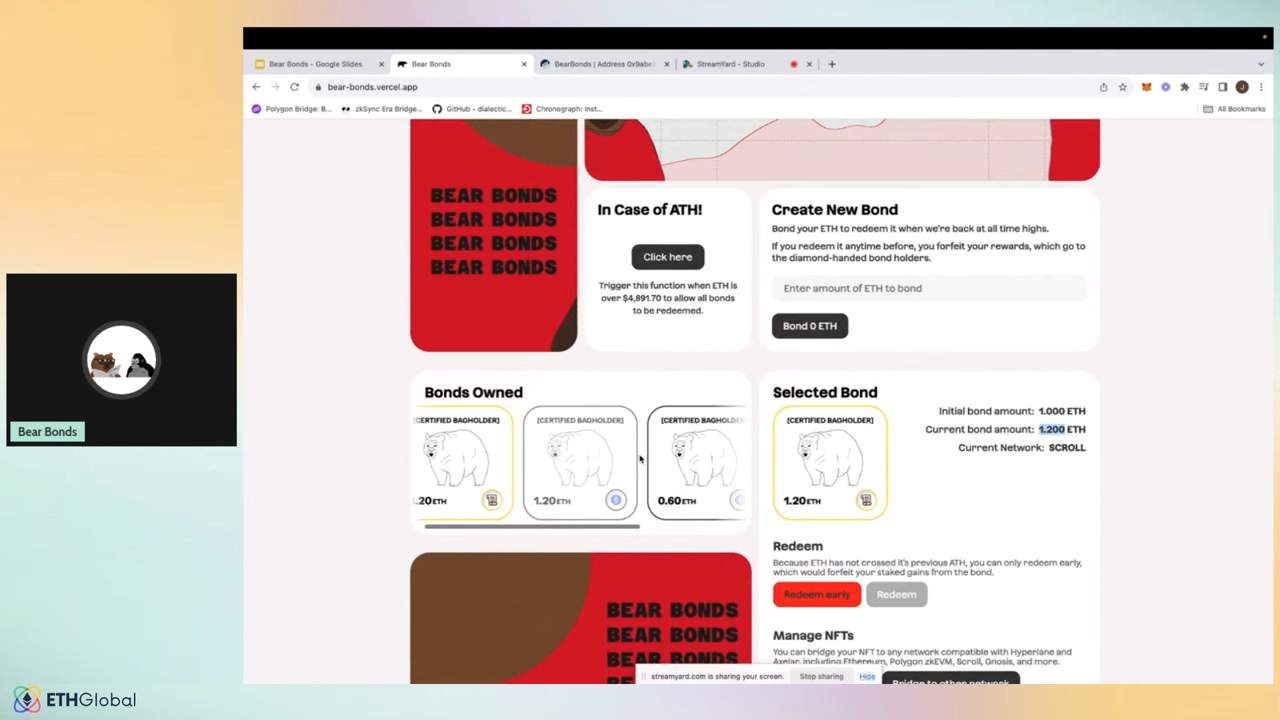 Bear Bonds - Google Slides
Bear Bonds
BearBonds | Address 0x9abe
StreamYard - Studio
bear-bonds.vercel.app
Polygon Bridge: B...
zkSync Era Bridge...
GitHub - dialectic...
Chronograph: Inst...
All Bookmarks
J
BEAR BONDS
BEAR BONDS
BEAR BONDS
BEAR BONDS
In Case of ATH!
Click here
Trigger this function when ETH is
over $4,891.70 to allow all bonds
to be redeemed.
Create New Bond
Bond your ETH to redeem it when we're back at all time highs.
If you redeem it anytime before, you forfeit your rewards, which go to
the diamond-handed bond holders.
Enter amount of ETH to bond
Bond 0 ETH
Bonds Owned
[CERTIFIED BAGHOLDER]
.20 ETH
[CERTIFIED BAGHOLDER]
1.20 ETH
[CERTIFIED BAGHOLDER]
0.60 ETH
Selected Bond
[CERTIFIED BAGHOLDER]
1.20 ETH
Initial bond amount: 1.000 ETH
Current bond amount: 1.200 ETH
Current Network: SCROLL
Redeem
Because ETH has not crossed it's previous ATH, you can only redeem early,
which would forfeit your staked gains from the bond.
Redeem early
Redeem
Manage NFTs
You can bridge your NFT to any network compatible with Hyperlane and
Axelar, including Ethereum, Polygon zkEVM, Scroll, Gnosis, and more.
Bridge to other network
BEAR BONDS
BEAR BONDS
BEAR BONDS
BE
streamyard.com is sharing your screen.
Stop sharing
Hide
Bear Bonds
ETHGlobal